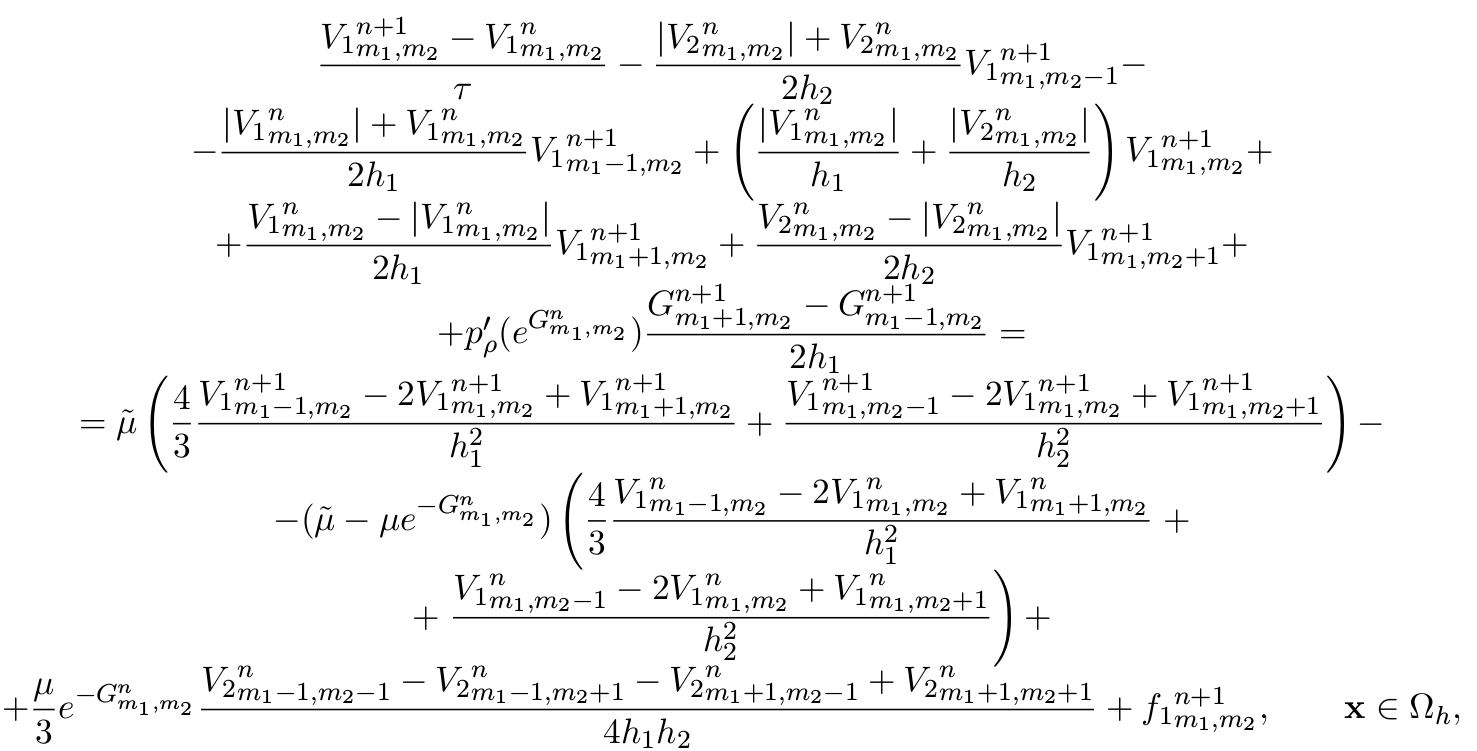 $$\frac{{V_1}^{n+1}_{m_1,m_2} - {V_1}^{n}_{m_1,m_2}}{\tau} - \frac{|{V_2}^{n}_{m_1,m_2}| + {V_2}^{n}_{m_1,m_2}}{2h_2} {V_1}^{n+1}_{m_1,m_2-1} -$$
$$-\frac{|{V_1}^{n}_{m_1,m_2}| + {V_1}^{n}_{m_1,m_2}}{2h_1} {V_1}^{n+1}_{m_1-1,m_2} + \left( \frac{|{V_1}^{n}_{m_1,m_2}|}{h_1} + \frac{|{V_2}^{n}_{m_1,m_2}|}{h_2} \right) {V_1}^{n+1}_{m_1,m_2} +$$
$$+\frac{{V_1}^{n}_{m_1,m_2} - |{V_1}^{n}_{m_1,m_2}|}{2h_1} {V_1}^{n+1}_{m_1+1,m_2} + \frac{{V_2}^{n}_{m_1,m_2} - |{V_2}^{n}_{m_1,m_2}|}{2h_2} {V_1}^{n+1}_{m_1,m_2+1} +$$
$$+p'_{\rho}(e^{G^n_{m_1,m_2}}) \frac{G^{n+1}_{m_1+1,m_2} - G^{n+1}_{m_1-1,m_2}}{2h_1} =$$
$$= \tilde{\mu} \left( \frac{4}{3} \frac{{V_1}^{n+1}_{m_1-1,m_2} - 2{V_1}^{n+1}_{m_1,m_2} + {V_1}^{n+1}_{m_1+1,m_2}}{h_1^2} + \frac{{V_1}^{n+1}_{m_1,m_2-1} - 2{V_1}^{n+1}_{m_1,m_2} + {V_1}^{n+1}_{m_1,m_2+1}}{h_2^2} \right) -$$
$$-(\tilde{\mu} - \mu e^{-G^n_{m_1,m_2}}) \left( \frac{4}{3} \frac{{V_1}^{n}_{m_1-1,m_2} - 2{V_1}^{n}_{m_1,m_2} + {V_1}^{n}_{m_1+1,m_2}}{h_1^2} + \right.$$
$$\left. + \frac{{V_1}^{n}_{m_1,m_2-1} - 2{V_1}^{n}_{m_1,m_2} + {V_1}^{n}_{m_1,m_2+1}}{h_2^2} \right) +$$
$$+\frac{\mu}{3} e^{-G^n_{m_1,m_2}} \frac{{V_2}^{n}_{m_1-1,m_2-1} - {V_2}^{n}_{m_1-1,m_2+1} - {V_2}^{n}_{m_1+1,m_2-1} + {V_2}^{n}_{m_1+1,m_2+1}}{4h_1h_2} + {f_1}^{n+1}_{m_1,m_2}, \qquad \mathbf{x} \in \Omega_h,$$